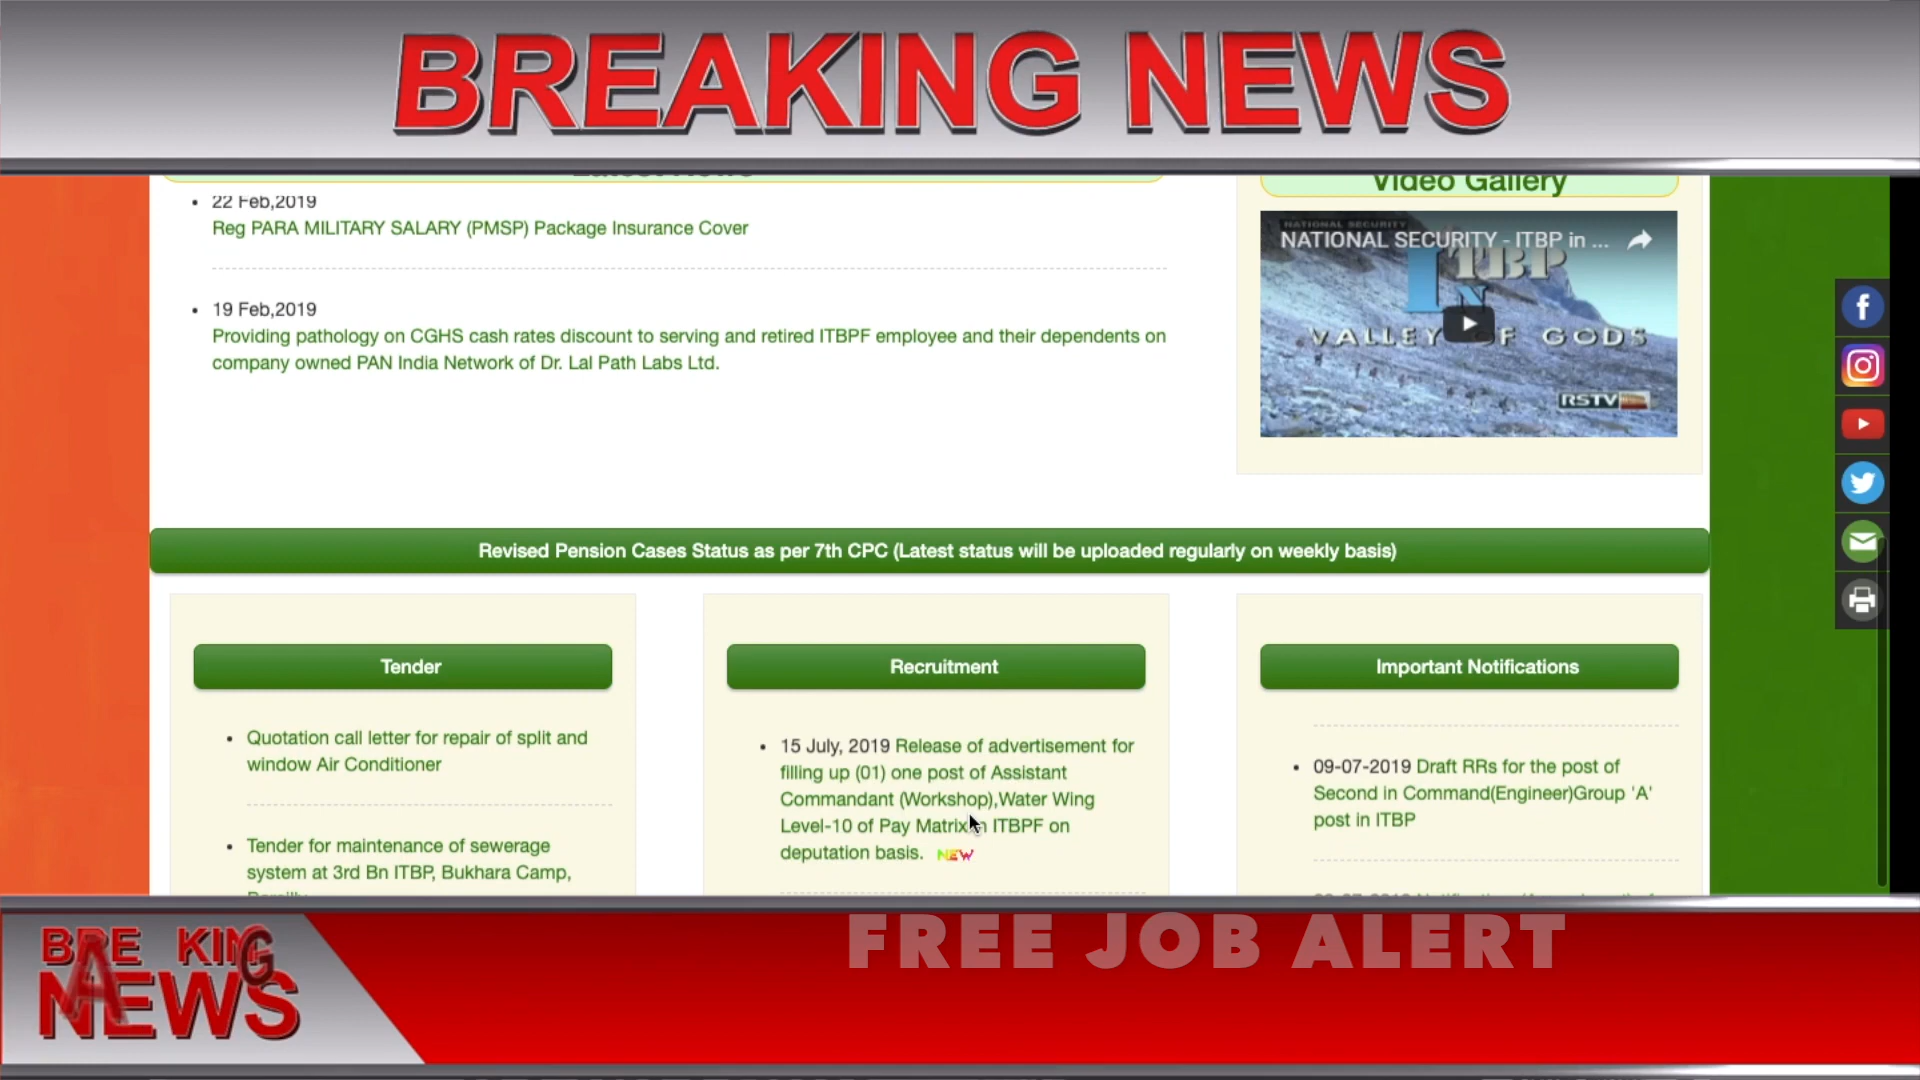 BREAKING NEWS
Latest News
Video Gallery
22 Feb,2019
Reg PARA MILITARY SALARY (PMSP) Package Insurance Cover
19 Feb,2019
Providing pathology on CGHS cash rates discount to serving and retired ITBPF employee and their dependents on
company owned PAN India Network of Dr. Lal Path Labs Ltd.
NATIONAL SECURITY
NATIONAL SECURITY - ITBP in ...
ITBP
IN
VALLEY OF GODS
RSTV
Revised Pension Cases Status as per 7th CPC (Latest status will be uploaded regularly on weekly basis)
Tender
Quotation call letter for repair of split and
window Air Conditioner
Tender for maintenance of sewerage
system at 3rd Bn ITBP, Bukhara Camp,
Recruitment
15 July, 2019 Release of advertisement for
filling up (01) one post of Assistant
Commandant (Workshop),Water Wing
Level-10 of Pay Matrix in ITBPF on
deputation basis. NEW
Important Notifications
09-07-2019 Draft RRs for the post of
Second in Command(Engineer)Group 'A'
post in ITBP
FREE JOB ALERT
BREAKING
NEWS